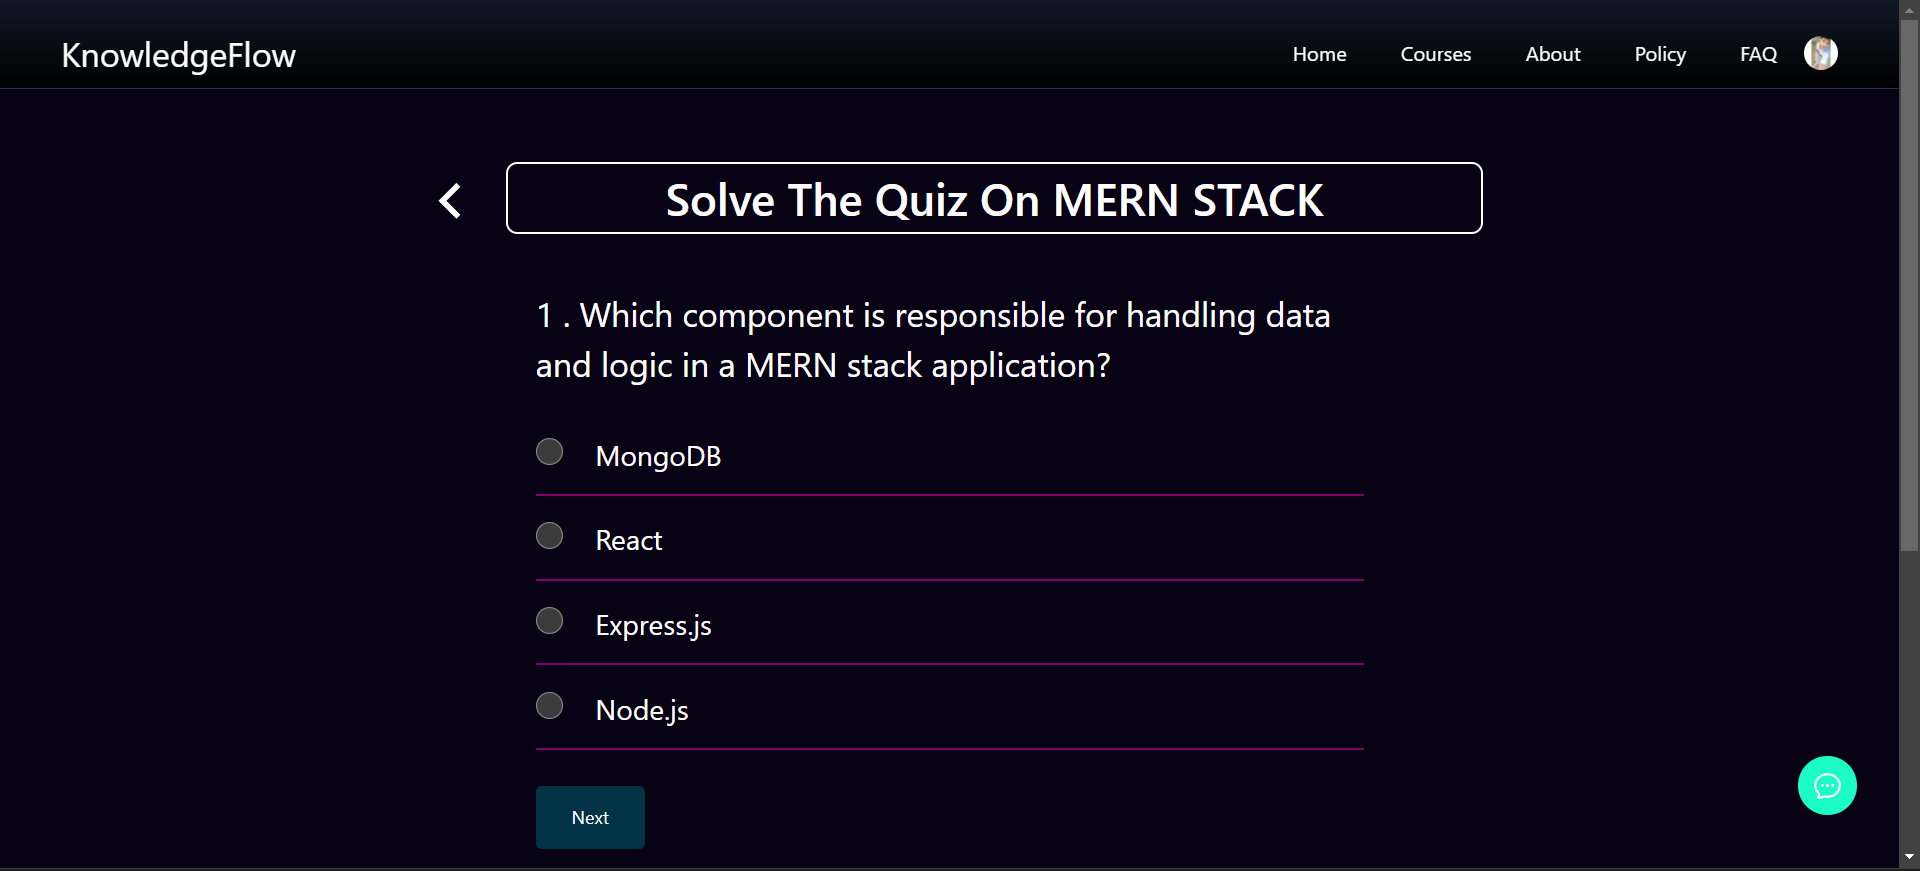 KnowledgeFlow
Home Courses About Policy FAQ
Solve The Quiz On MERN STACK
1 . Which component is responsible for handling data
and logic in a MERN stack application?
MongoDB
React
Express.js
Node.js
Next